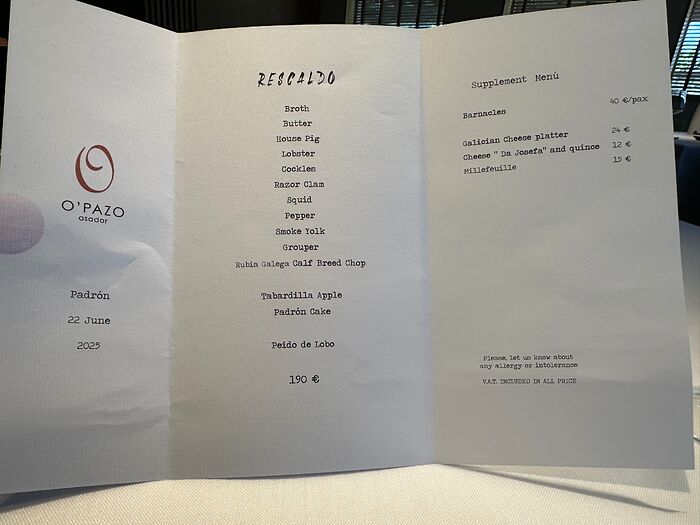 O'PAZO
asador
Padrón
22 June
2025
RESCALDO
Broth
Butter
House Pig
Lobster
Cockles
Razor Clam
Squid
Pepper
Smoke Yolk
Grouper
Rubia Galega Calf Breed Chop
Tabardilla Apple
Padrón Cake
Peido de Lobo
190 €
Supplement Menú
Barnacles 40 €/pax
Galician Cheese platter 24 €
Cheese " Da Josefa" and quince 12 €
Millefeuille 15 €
Please, let us know about
any allergy or intolerance
V.A.T. INCLUDED IN ALL PRICE